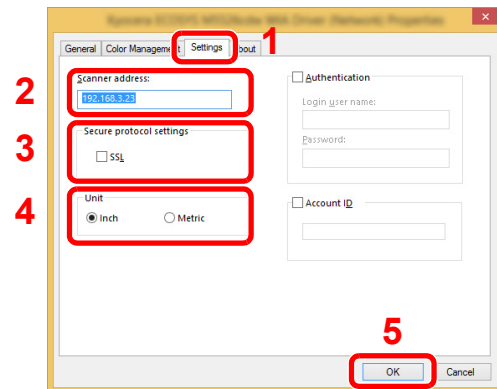 Kyocera ECOSYS M5526cdw WIA Driver (Network) Properties
1
General Color Management Settings About
2
Scanner address:
192.168.3.23
3
Secure protocol settings
SSL
4
Unit
Inch Metric
Authentication
Login user name:
Password:
Account ID
5
OK Cancel